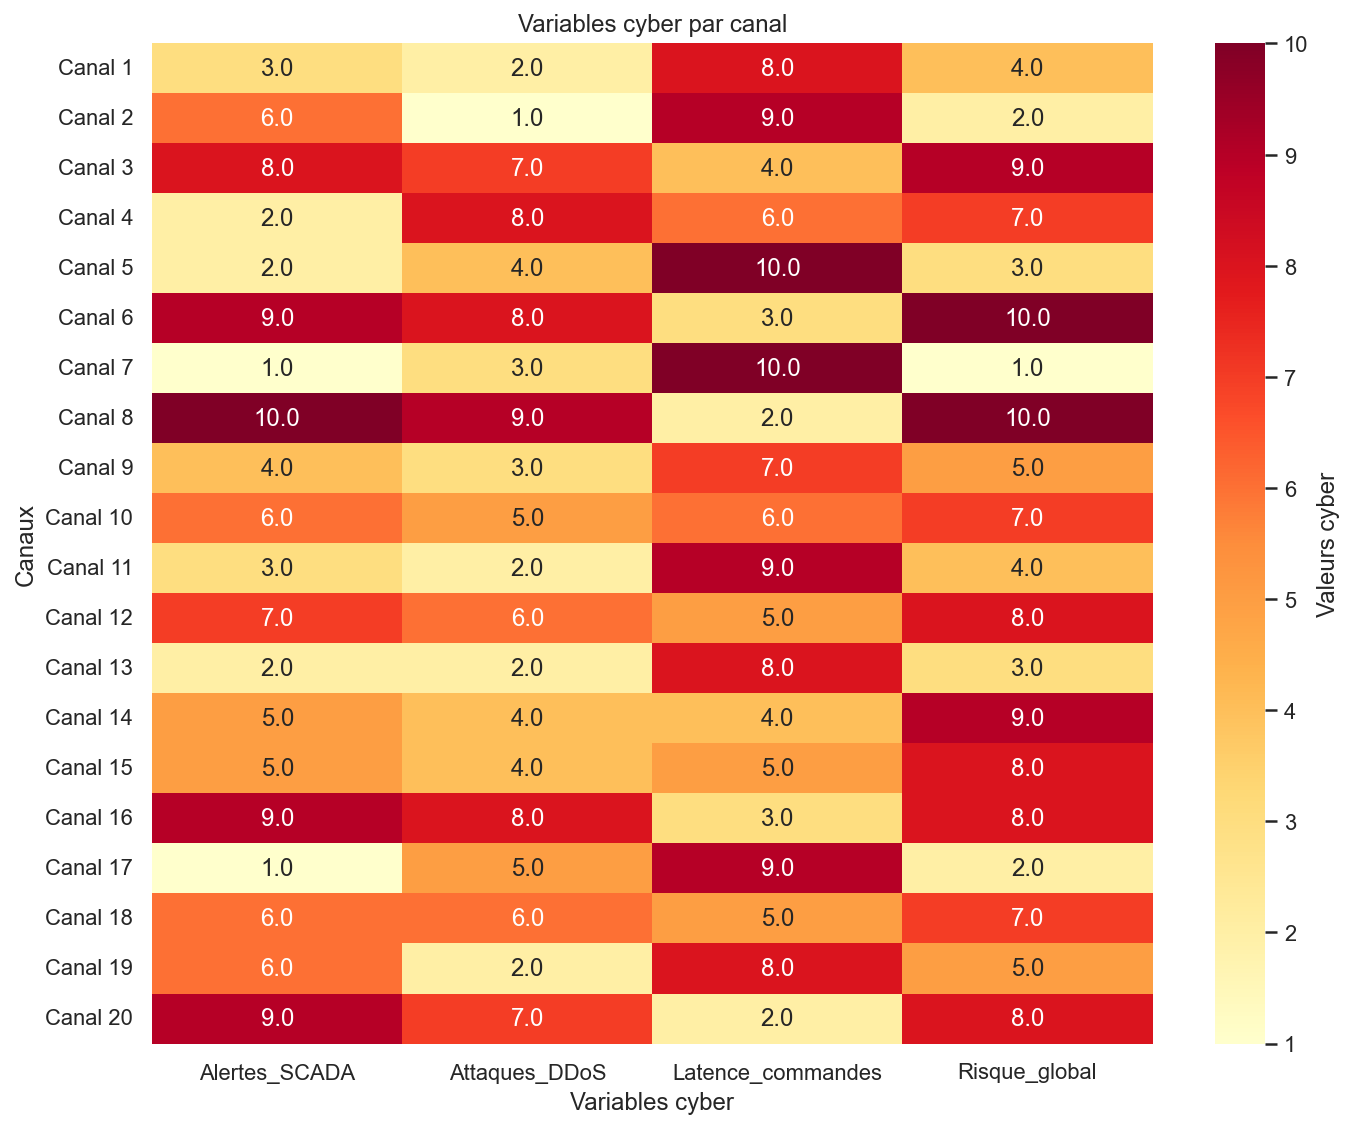 Variables cyber par canal
Canal 1 3.0 2.0 8.0 4.0
Canal 2 6.0 1.0 9.0 2.0
Canal 3 8.0 7.0 4.0 9.0
Canal 4 2.0 8.0 6.0 7.0
Canal 5 2.0 4.0 10.0 3.0
Canal 6 9.0 8.0 3.0 10.0
Canal 7 1.0 3.0 10.0 1.0
Canal 8 10.0 9.0 2.0 10.0
Canal 9 4.0 3.0 7.0 5.0
Canal 10 6.0 5.0 6.0 7.0
Canal 11 3.0 2.0 9.0 4.0
Canal 12 7.0 6.0 5.0 8.0
Canal 13 2.0 2.0 8.0 3.0
Canal 14 5.0 4.0 4.0 9.0
Canal 15 5.0 4.0 5.0 8.0
Canal 16 9.0 8.0 3.0 8.0
Canal 17 1.0 5.0 9.0 2.0
Canal 18 6.0 6.0 5.0 7.0
Canal 19 6.0 2.0 8.0 5.0
Canal 20 9.0 7.0 2.0 8.0
Alertes_SCADA Attaques_DDoS Latence_commandes Risque_global
Variables cyber
Canaux
10
9
8
7
6
5
4
3
2
1
Valeurs cyber